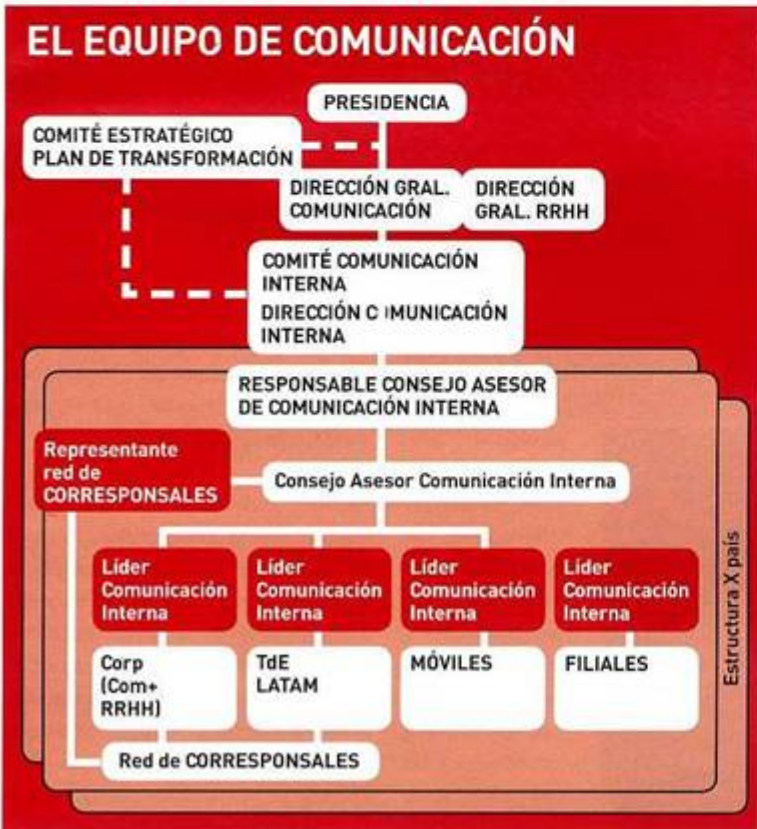 EL EQUIPO DE COMUNICACIÓN
PRESIDENCIA
COMITÉ ESTRATÉGICO
PLAN DE TRANSFORMACIÓN
DIRECCIÓN GRAL.
COMUNICACIÓN
DIRECCIÓN
GRAL. RRHH
COMITÉ COMUNICACIÓN
INTERNA
DIRECCIÓN COMUNICACIÓN
INTERNA
RESPONSABLE CONSEJO ASESOR
DE COMUNICACIÓN INTERNA
Representante
red de
CORRESPONSALES
Consejo Asesor Comunicación Interna
Líder
Comunicación
Interna
Líder
Comunicación
Interna
Líder
Comunicación
Interna
Líder
Comunicación
Interna
Corp
(Com+
RRHH)
TdE
LATAM
MÓVILES
FILIALES
Red de CORRESPONSALES
Estructura X país